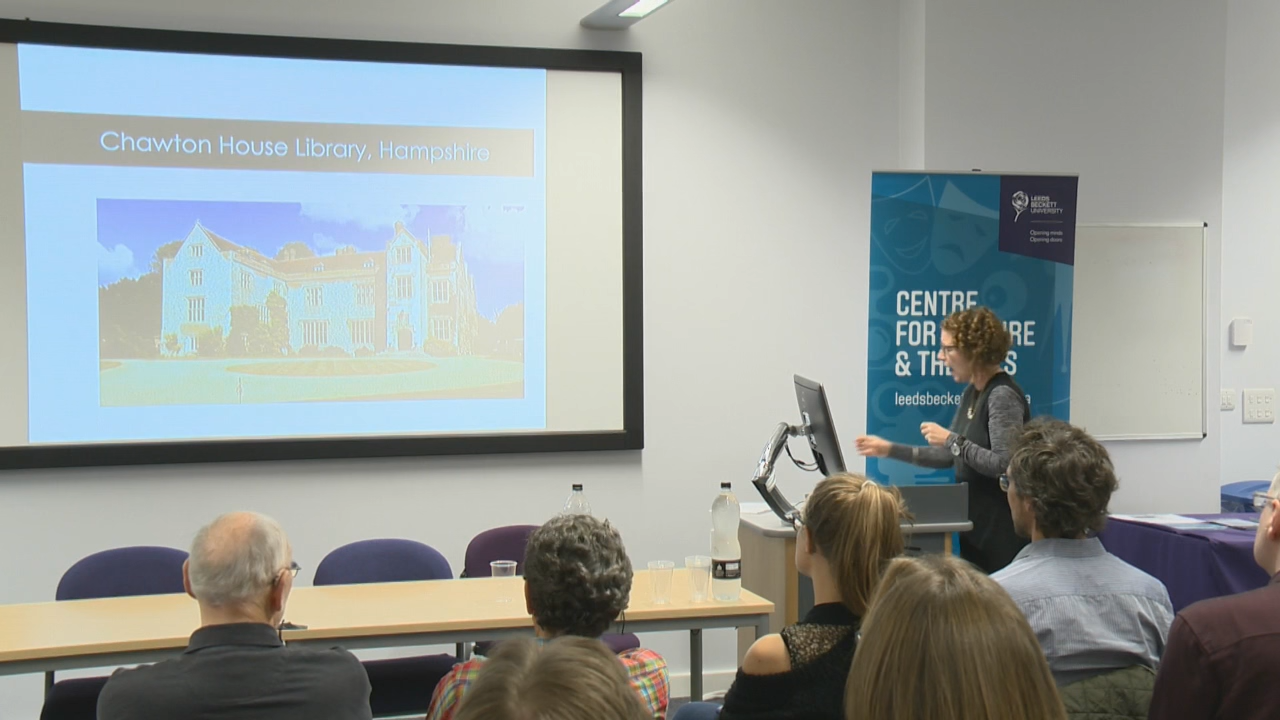 Chawton House Library, Hampshire
LEEDS
BECKETT
UNIVERSITY
Opening minds
Opening doors
CENTRE
FOR
& TH
leedsbecke